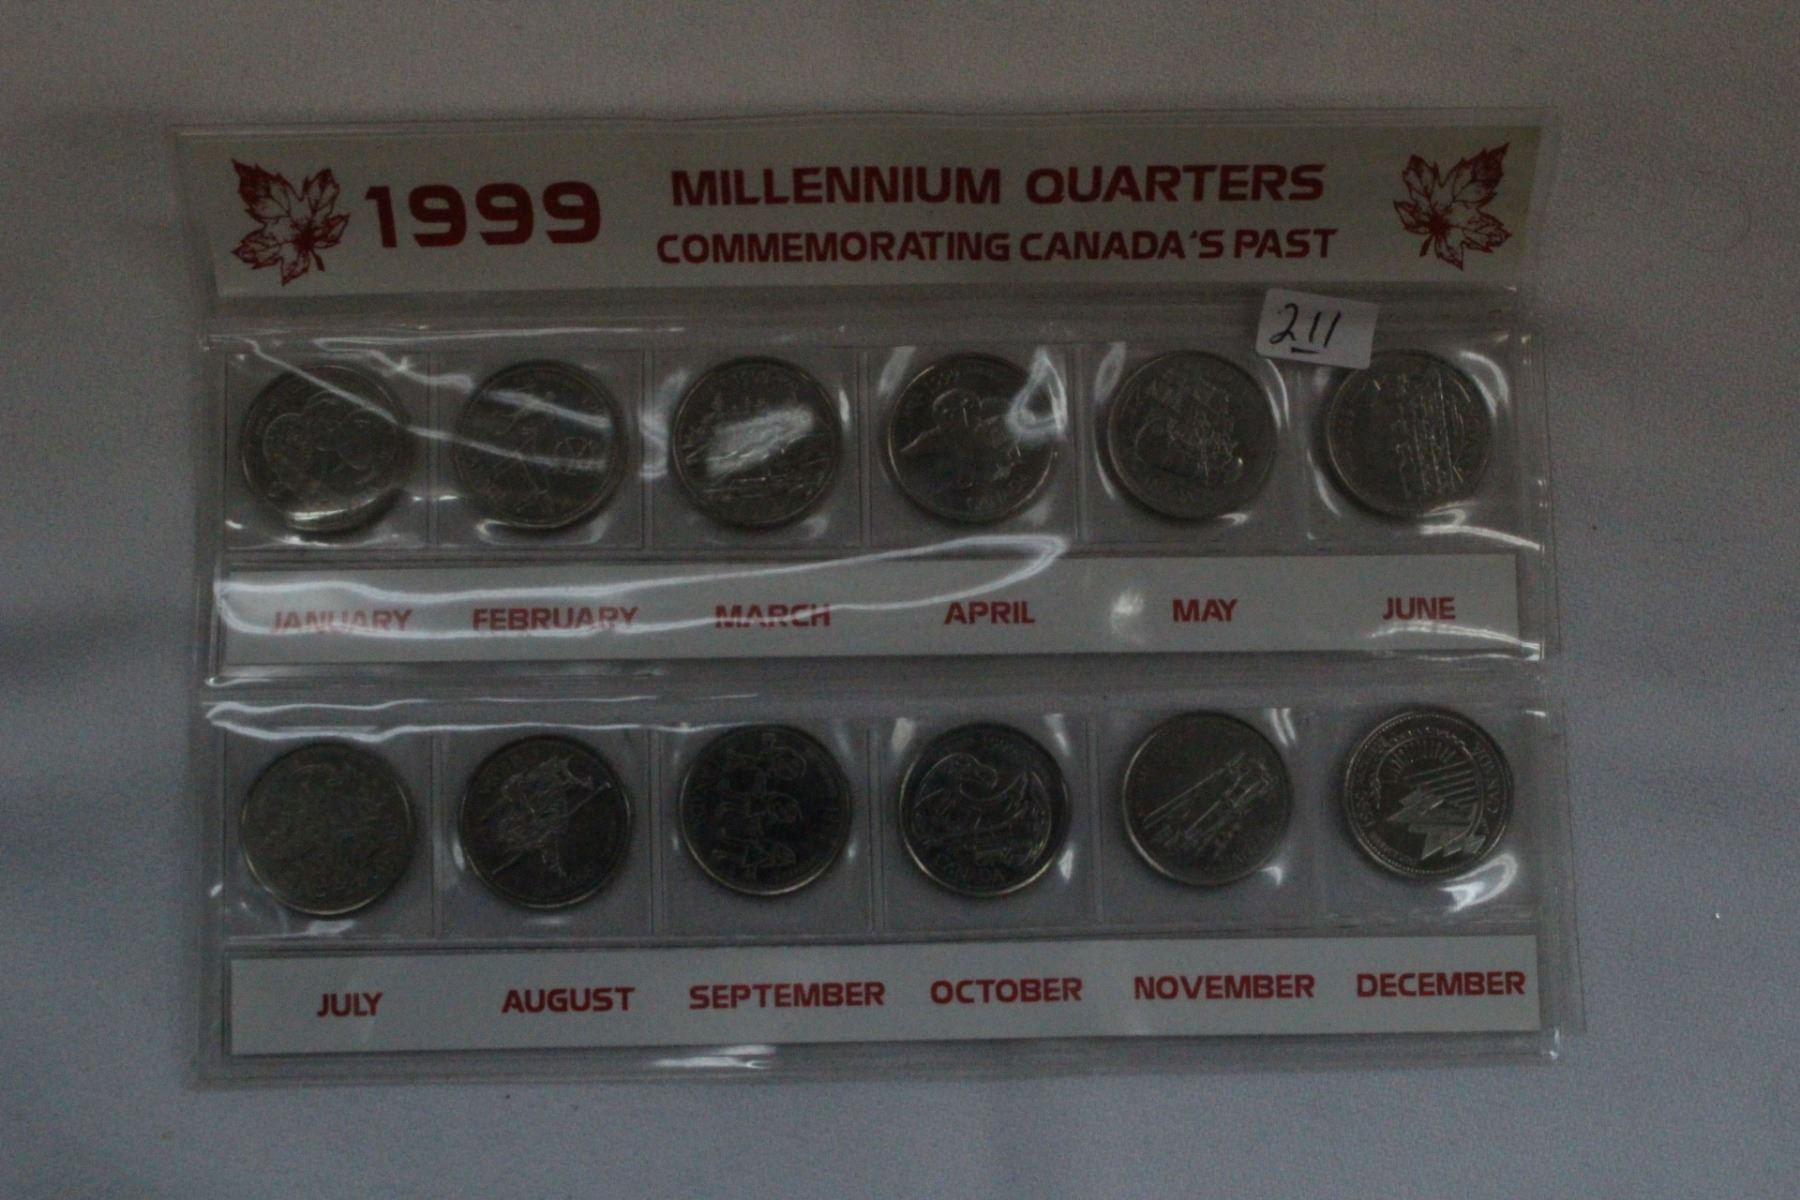 1999
MILLENNIUM QUARTERS
COMMEMORATING CANADA'S PAST
211
JANUARY FEBRUARY MARCH APRIL MAY JUNE
JULY AUGUST SEPTEMBER OCTOBER NOVEMBER DECEMBER